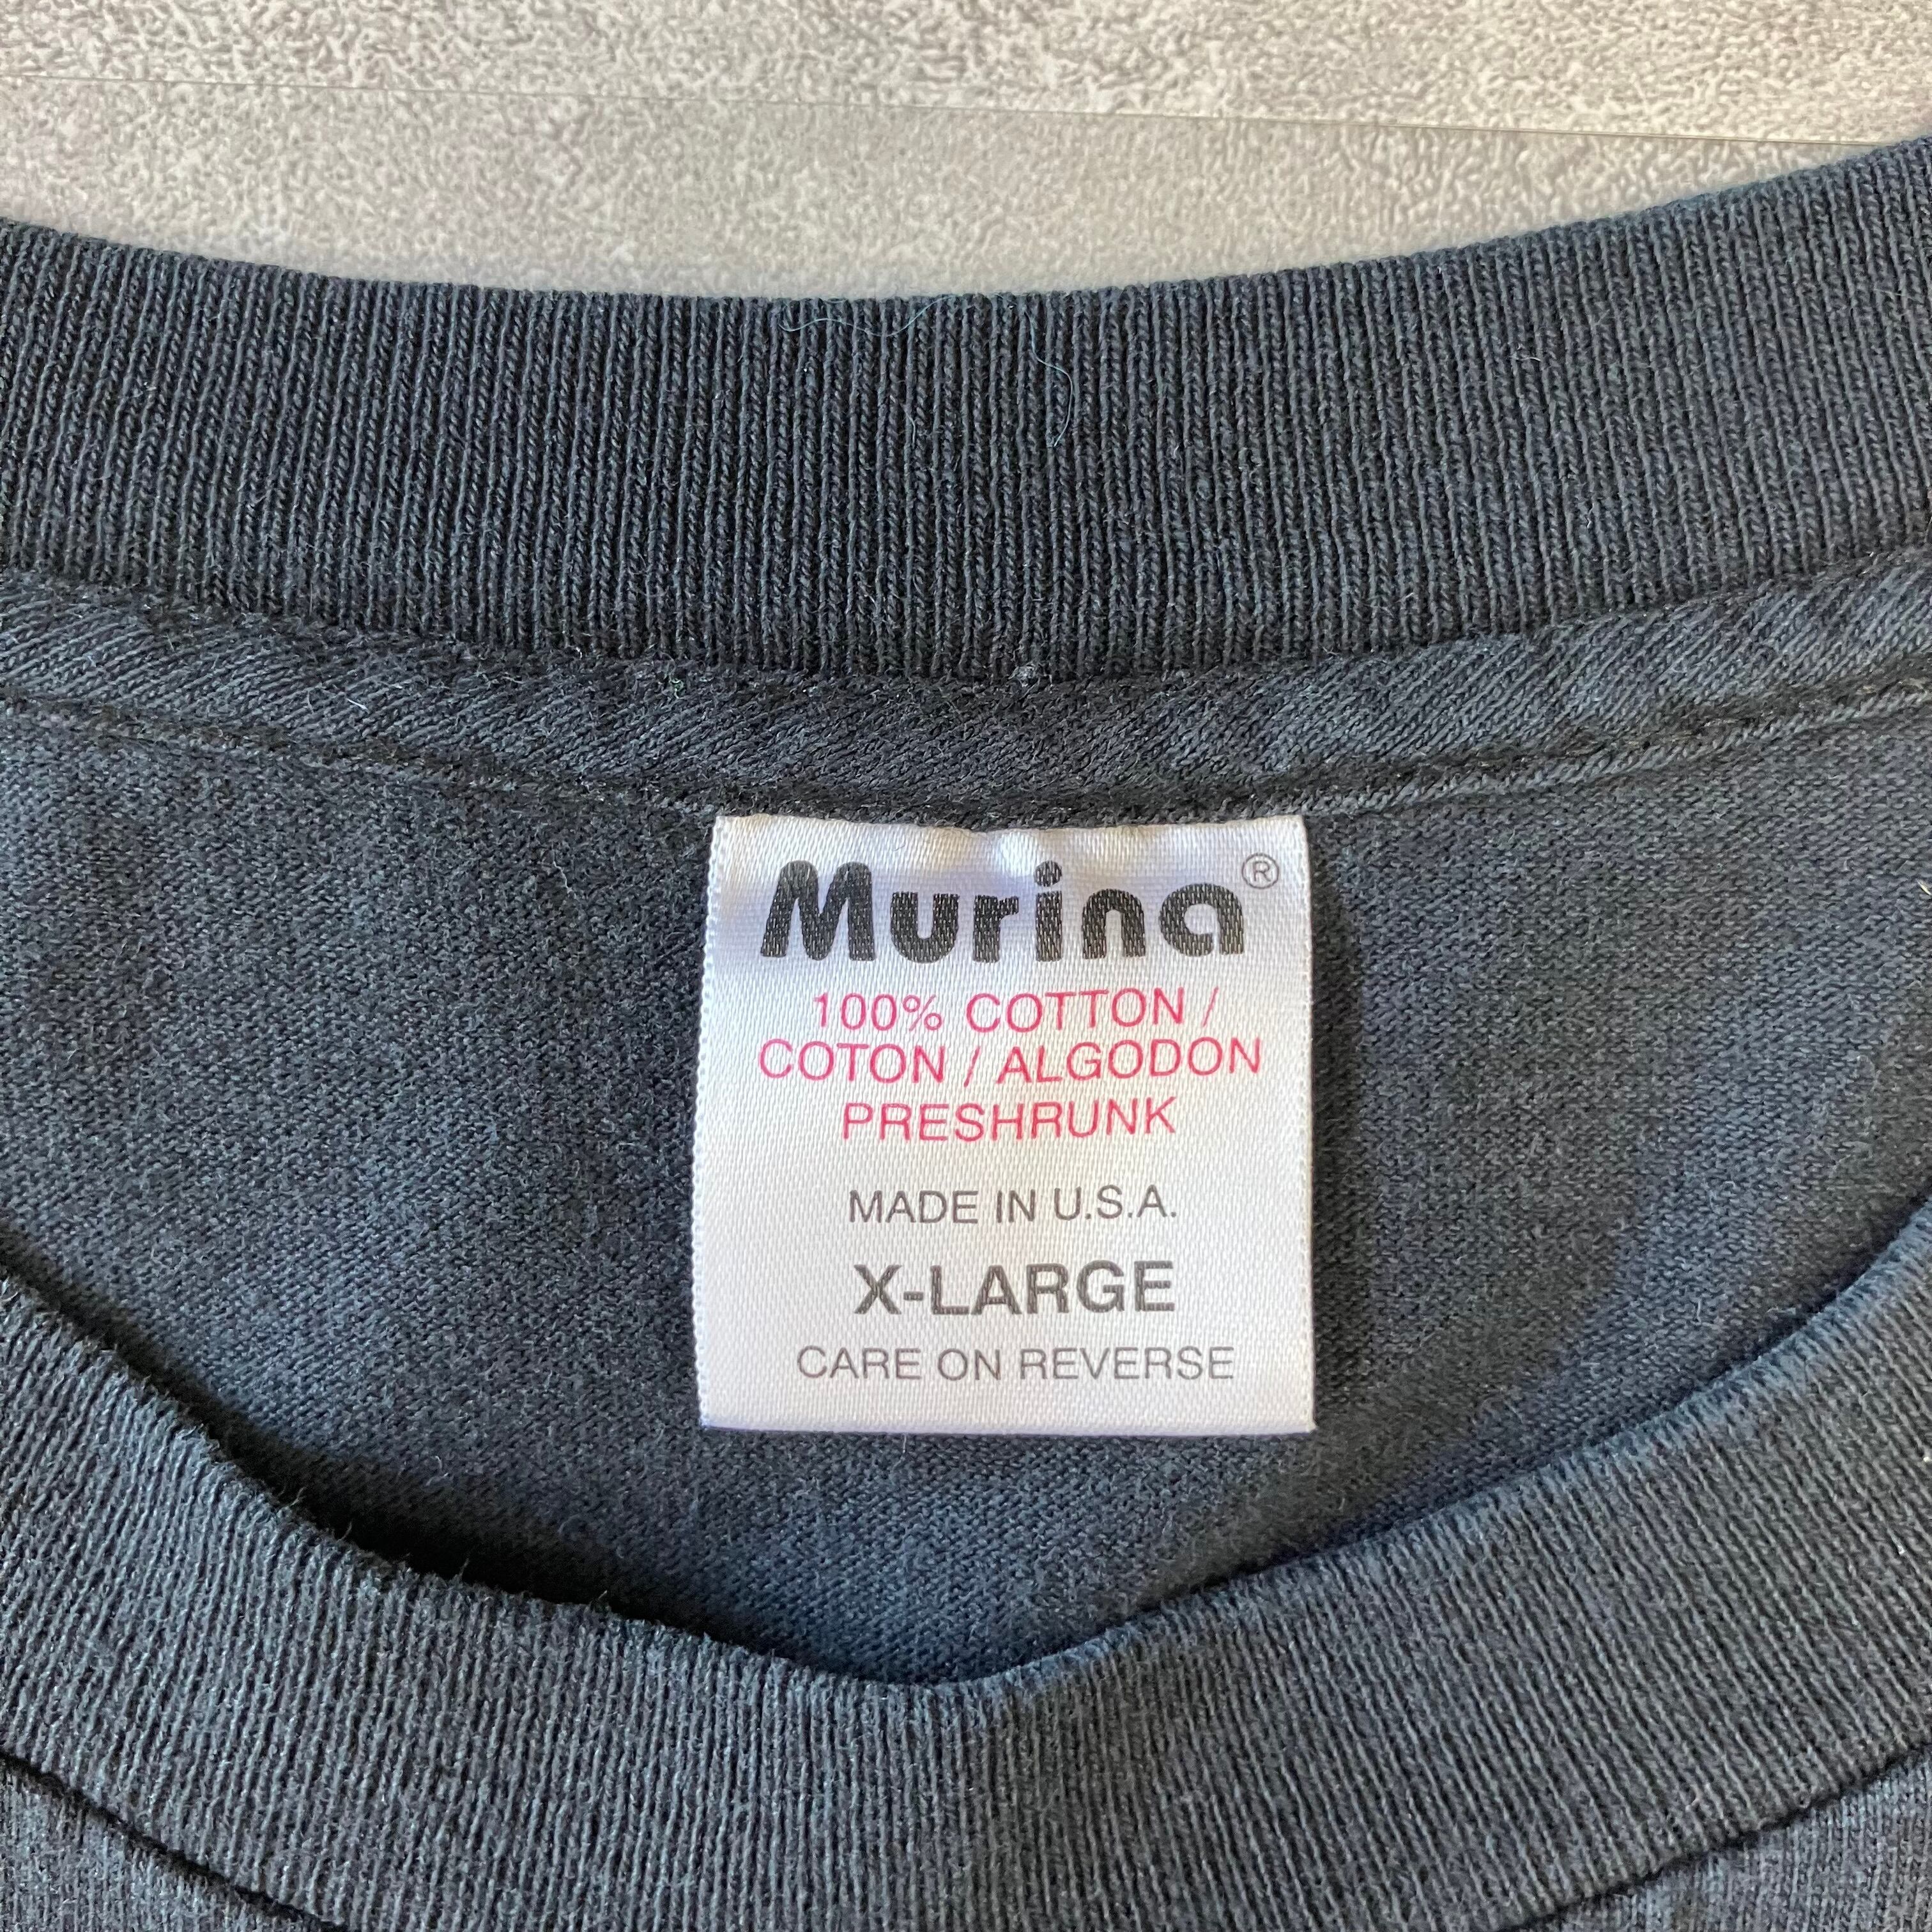 Murina®
100% COTTON /
COTON / ALGODON
PRESHRUNK
MADE IN U.S.A.
X-LARGE
CARE ON REVERSE